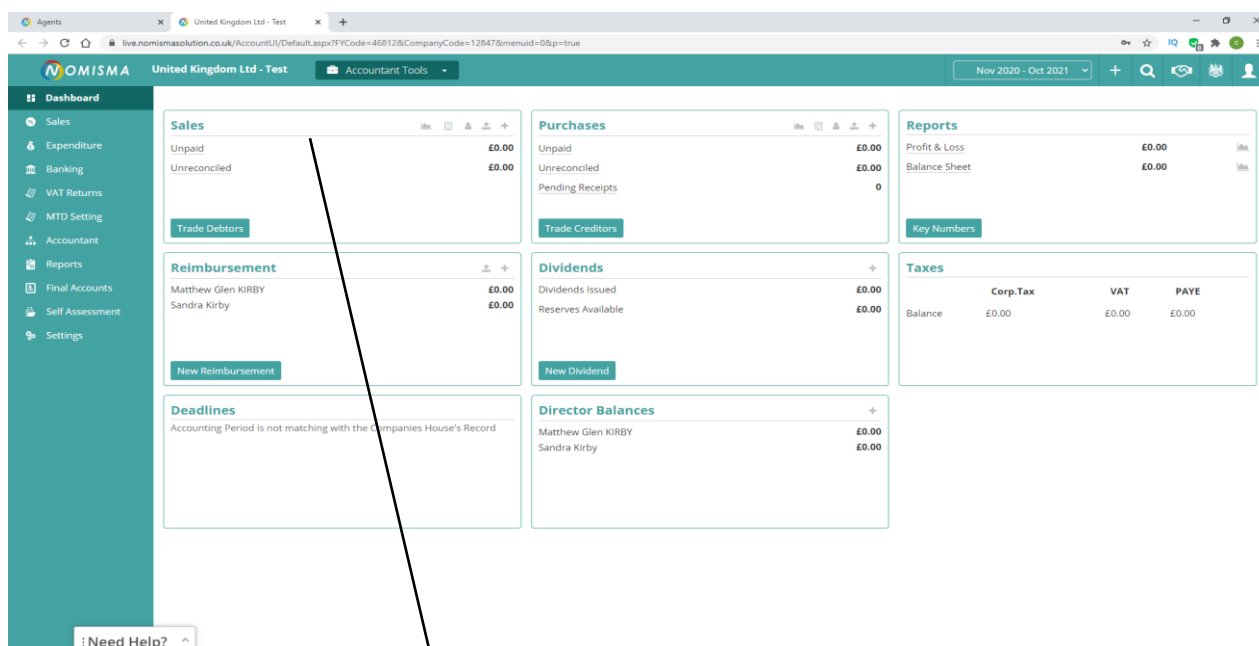 Agents
United Kingdom Ltd - Test
live.nomismasolution.co.uk/AccountUI/Default.aspx?FYCode=46812&CompanyCode=12847&menuid=0&p=true
IQ
NOMISMA
United Kingdom Ltd - Test
Accountant Tools
Nov 2020 - Oct 2021
Dashboard
Sales
Expenditure
Banking
VAT Returns
MTD Setting
Accountant
Reports
Final Accounts
Self Assessment
Settings
Sales
Unpaid £0.00
Unreconciled £0.00
Trade Debtors
Purchases
Unpaid £0.00
Unreconciled £0.00
Pending Receipts 0
Trade Creditors
Reports
Profit & Loss £0.00
Balance Sheet £0.00
Key Numbers
Reimbursement
Matthew Glen KIRBY £0.00
Sandra Kirby £0.00
New Reimbursement
Dividends
Dividends Issued £0.00
Reserves Available £0.00
New Dividend
Taxes
Corp.Tax VAT PAYE
Balance £0.00 £0.00 £0.00
Deadlines
Accounting Period is not matching with the Companies House's Record
Director Balances
Matthew Glen KIRBY £0.00
Sandra Kirby £0.00
Need Help?